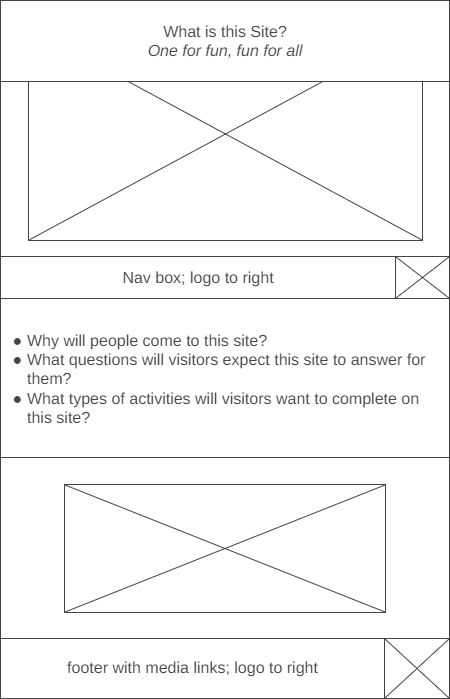 What is this Site?
One for fun, fun for all
Nav box; logo to right
● Why will people come to this site?
● What questions will visitors expect this site to answer for
them?
● What types of activities will visitors want to complete on
this site?
footer with media links; logo to right